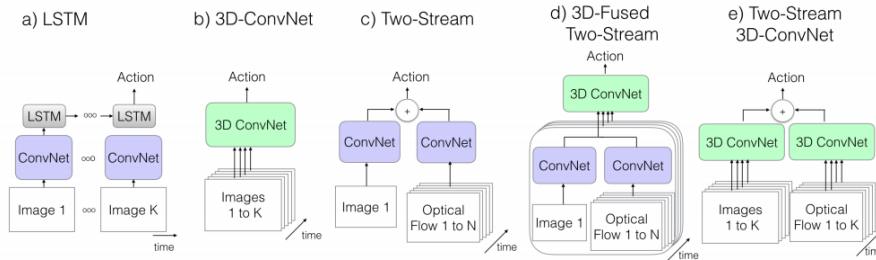 a) LSTM
Action
LSTM
LSTM
ConvNet
ConvNet
Image 1
Image K
time
b) 3D-ConvNet
Action
3D ConvNet
Images
1 to K
time
c) Two-Stream
Action
+
ConvNet
ConvNet
Image 1
Optical
Flow 1 to N
time
d) 3D-Fused
Two-Stream
Action
3D ConvNet
ConvNet
ConvNet
Image 1
Optical
Flow 1 to N
time
e) Two-Stream
3D-ConvNet
Action
+
3D ConvNet
3D ConvNet
Images
1 to K
Optical
Flow 1 to K
time